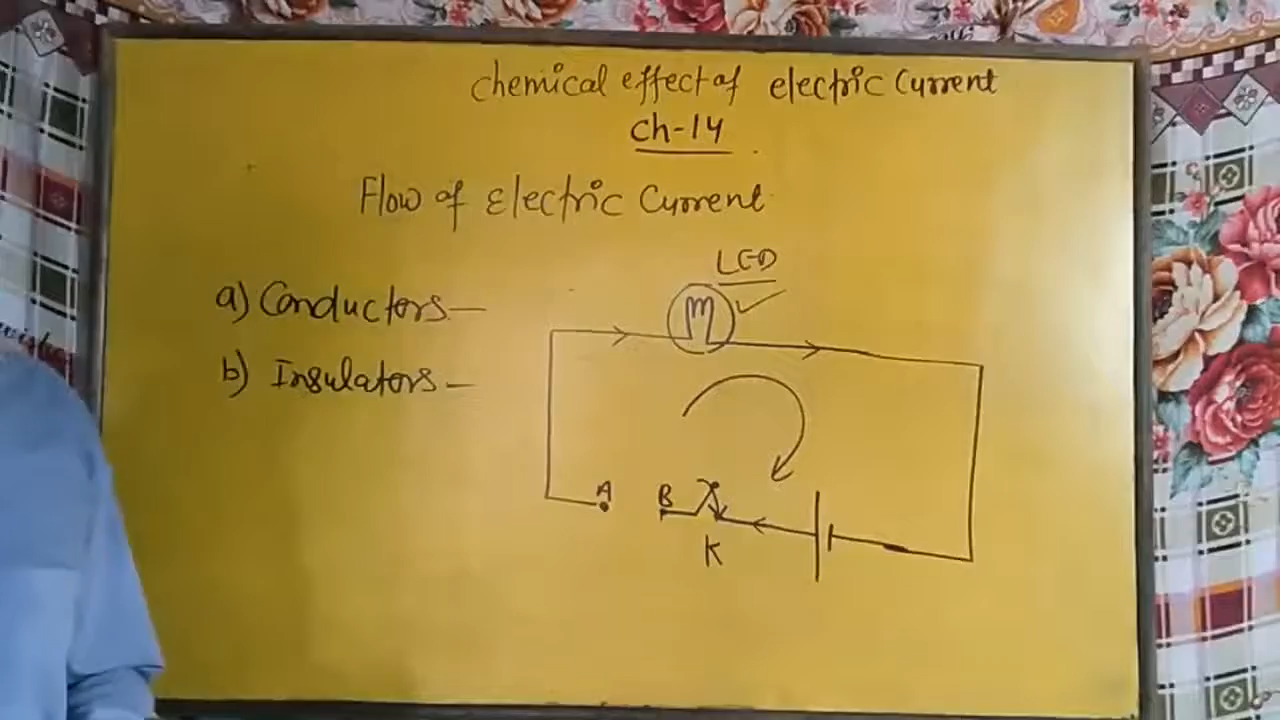 chemical effect of electric Current
Ch-14
Flow of Electric Current
LED
a) Conductors-
b) Insulators-
A
B
K